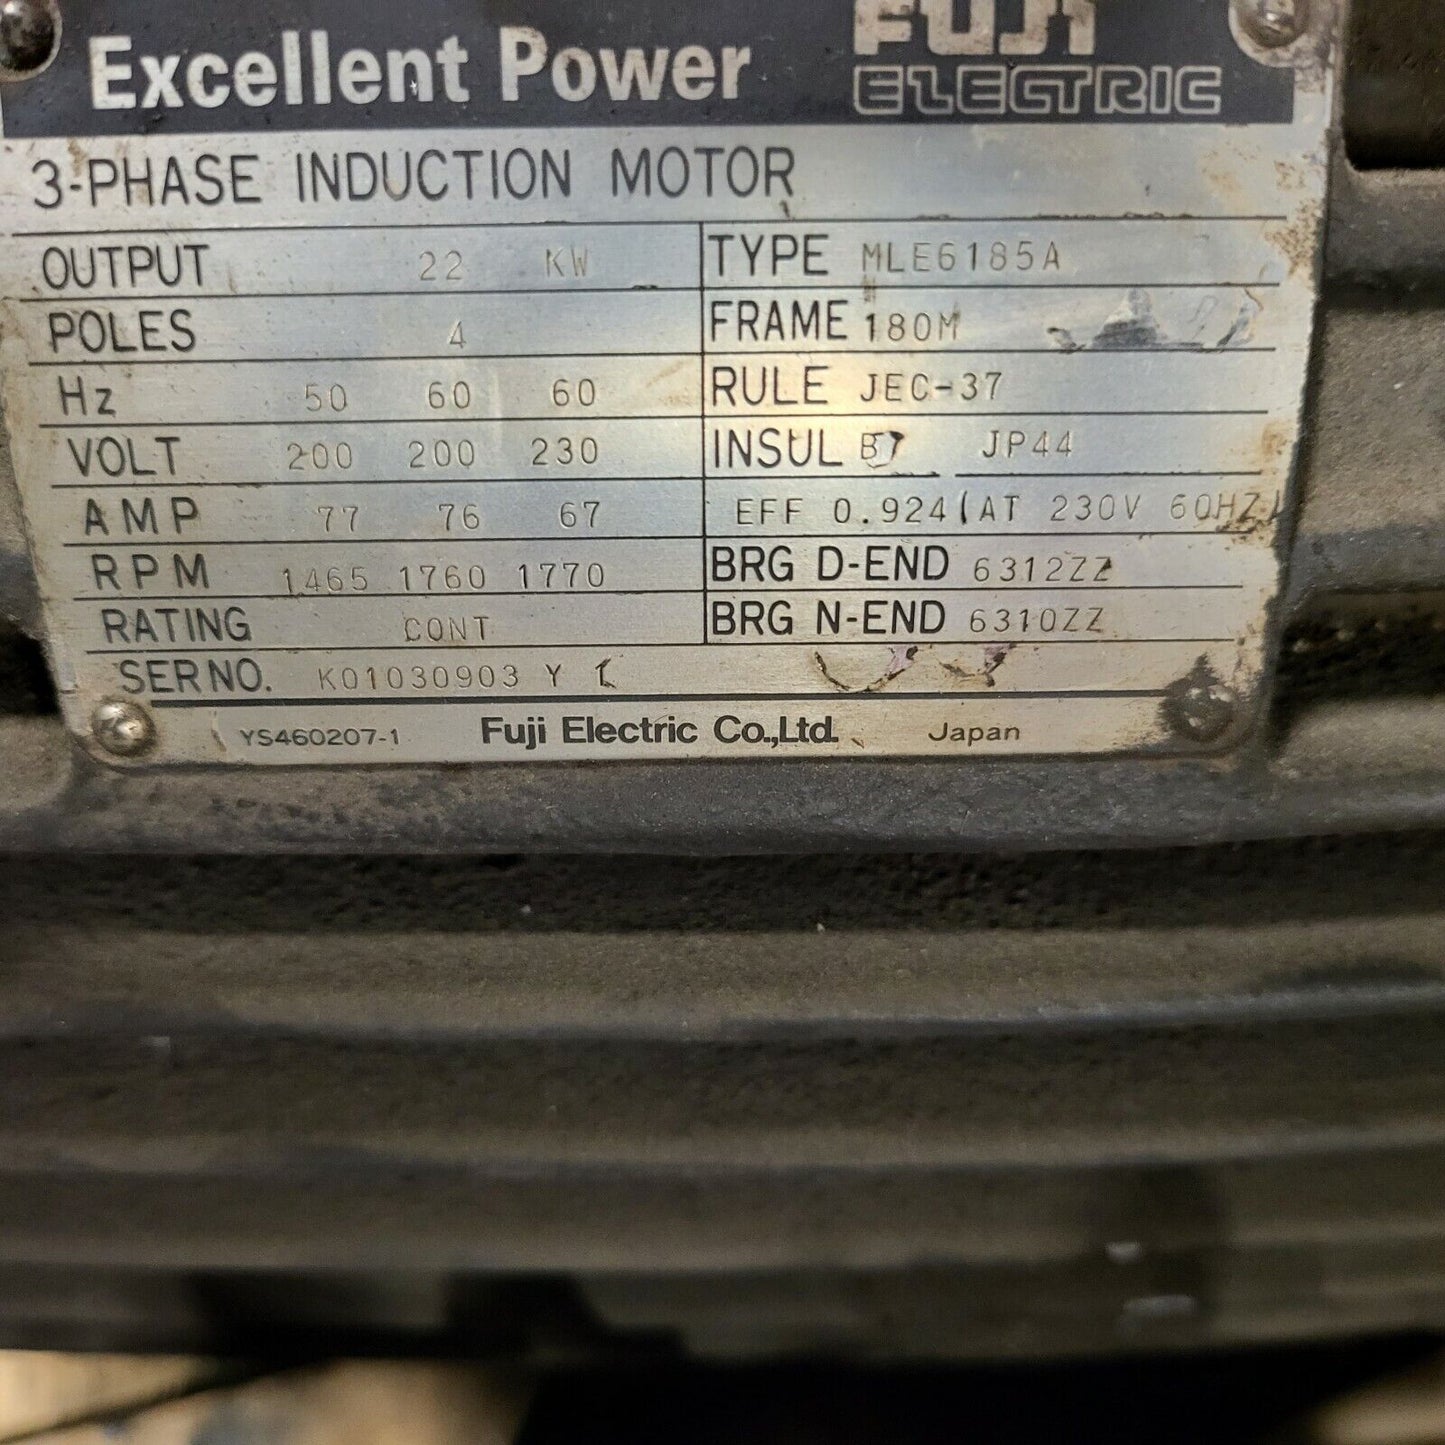 Excellent Power FUJI ELECTRIC
3-PHASE INDUCTION MOTOR
OUTPUT 22 KW TYPE MLE6185A
POLES 4 FRAME 180M
Hz 50 60 60 RULE JEC-37
VOLT 200 200 230 INSUL B JP44
AMP 77 76 67 EFF 0.924(AT 230V 60HZ)
RPM 1465 1760 1770 BRG D-END 6312ZZ
RATING CONT BRG N-END 6310ZZ
SER NO. K01030903 Y 1
YS460207-1 Fuji Electric Co.,Ltd. Japan